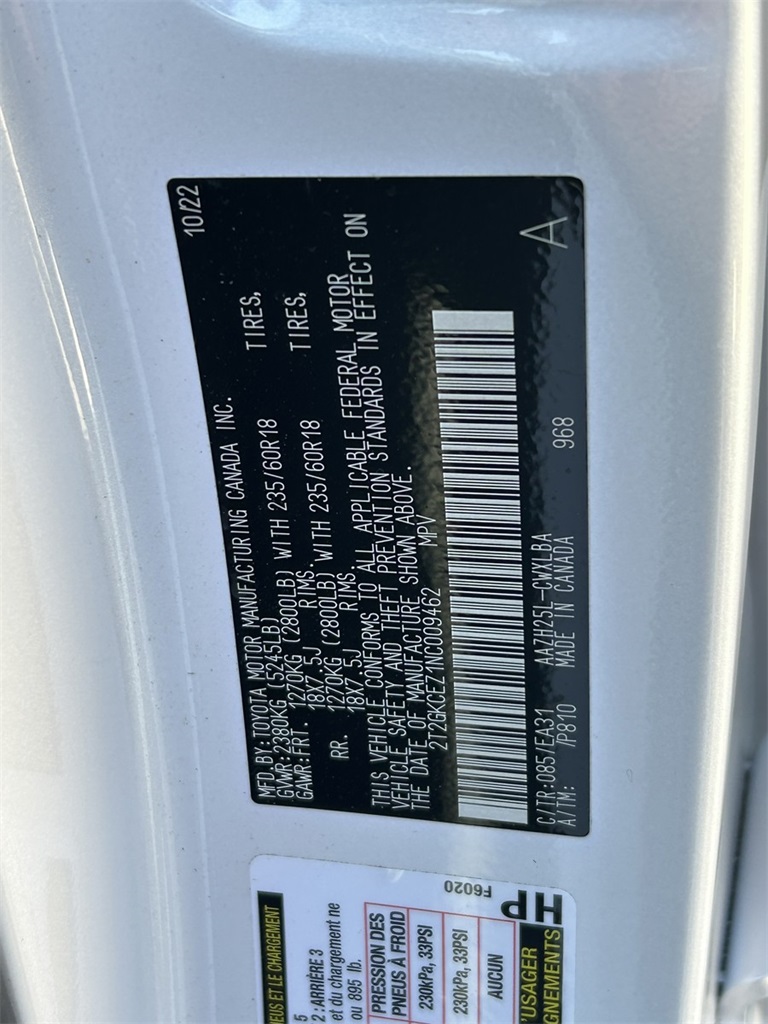 10/22
MFD.BY:TOYOTA MOTOR MANUFACTURING CANADA INC.
GVWR:2380KG (5245LB)
GAWR:FRT. 1270KG (2800LB) WITH 235/60R18 TIRES,
18X7.5J RIMS.
RR. 1270KG (2800LB) WITH 235/60R18 TIRES,
18X7.5J RIMS.
THIS VEHICLE CONFORMS TO ALL APPLICABLE FEDERAL MOTOR
VEHICLE SAFETY AND THEFT PREVENTION STANDARDS IN EFFECT ON
THE DATE OF MANUFACTURE SHOWN ABOVE.
2T2GKCEZ1NC009462 MPV
C/TR:085/EA31 AAZH25L-CWXLBA
A/TM: /P810 MADE IN CANADA 968
A
NEUS ET LE CHARGEMENT
5
2 : ARRIÈRE 3
et du chargement ne
ou 895 lb.
PRESSION DES
PNEUS À FROID
230kPa, 33PSI
230kPa, 33PSI
AUCUN
F6020
HP
L'USAGER
IGNEMENTS